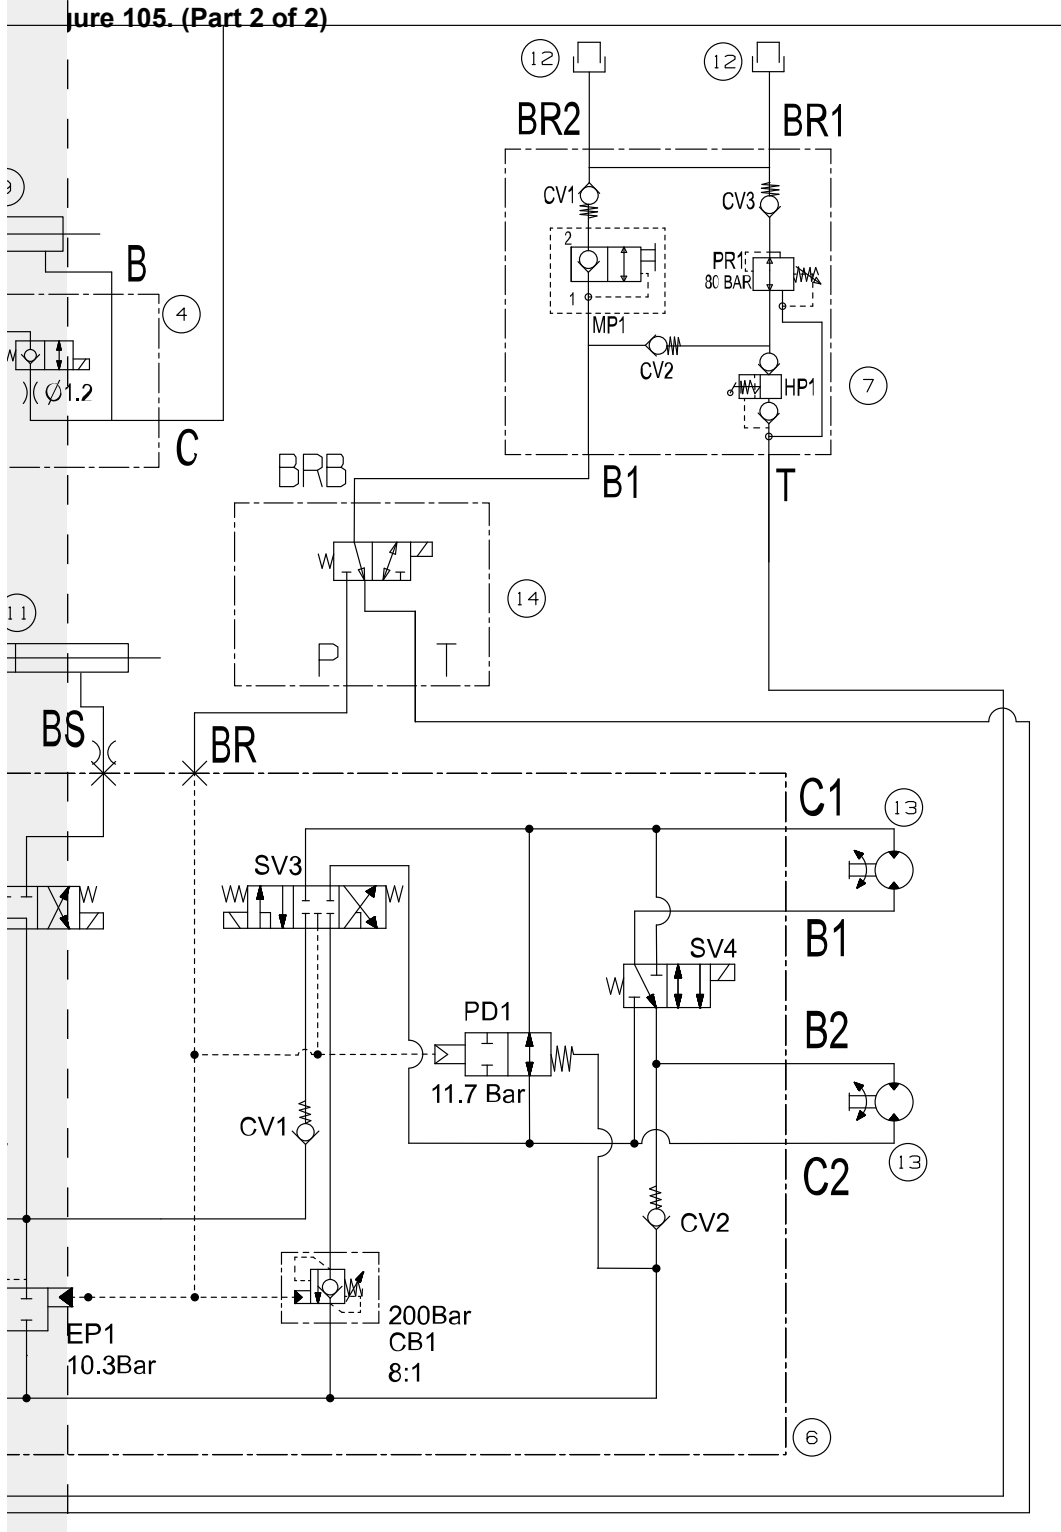 jure 105. (Part 2 of 2)
12
12
BR2
BR1
9
CV1
CV3
B
2
PR1
80 BAR
4
1
MP1
CV2
7
HP1
)( Ø1.2
C
BRB
B1
T
14
11
P
T
BS
BR
C1
13
SV3
B1
SV4
PD1
B2
11.7 Bar
CV1
13
C2
CV2
200Bar
EP1
CB1
10.3Bar
8:1
6